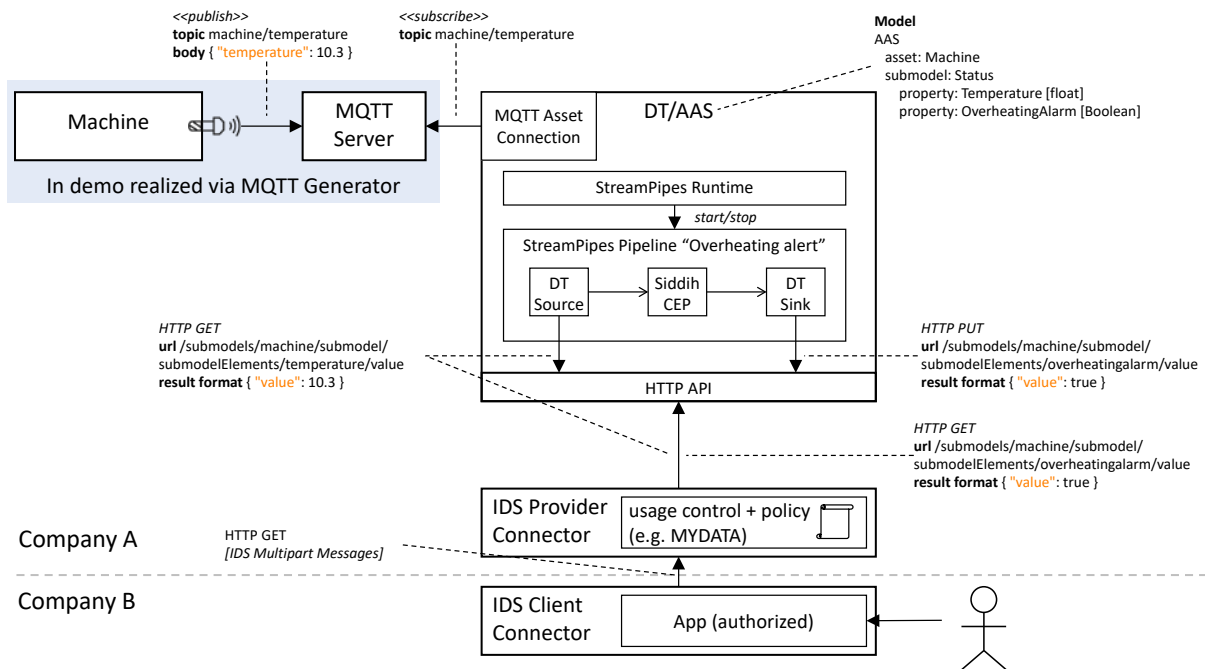 <<publish>>
topic machine/temperature
body { "temperature": 10.3 }
<<subscribe>>
topic machine/temperature
Model
AAS
asset: Machine
submodel: Status
property: Temperature [float]
property: OverheatingAlarm [Boolean]
Machine
MQTT
Server
In demo realized via MQTT Generator
MQTT Asset
Connection
DT/AAS
StreamPipes Runtime
start/stop
StreamPipes Pipeline “Overheating alert”
DT
Source
Siddih
CEP
DT
Sink
HTTP GET
url /submodels/machine/submodel/
submodelElements/temperature/value
result format { "value": 10.3 }
HTTP PUT
url /submodels/machine/submodel/
submodelElements/overheatingalarm/value
result format { "value": true }
HTTP API
HTTP GET
url /submodels/machine/submodel/
submodelElements/overheatingalarm/value
result format { "value": true }
IDS Provider
Connector
usage control + policy
(e.g. MYDATA)
Company A
HTTP GET
[IDS Multipart Messages]
Company B
IDS Client
Connector
App (authorized)